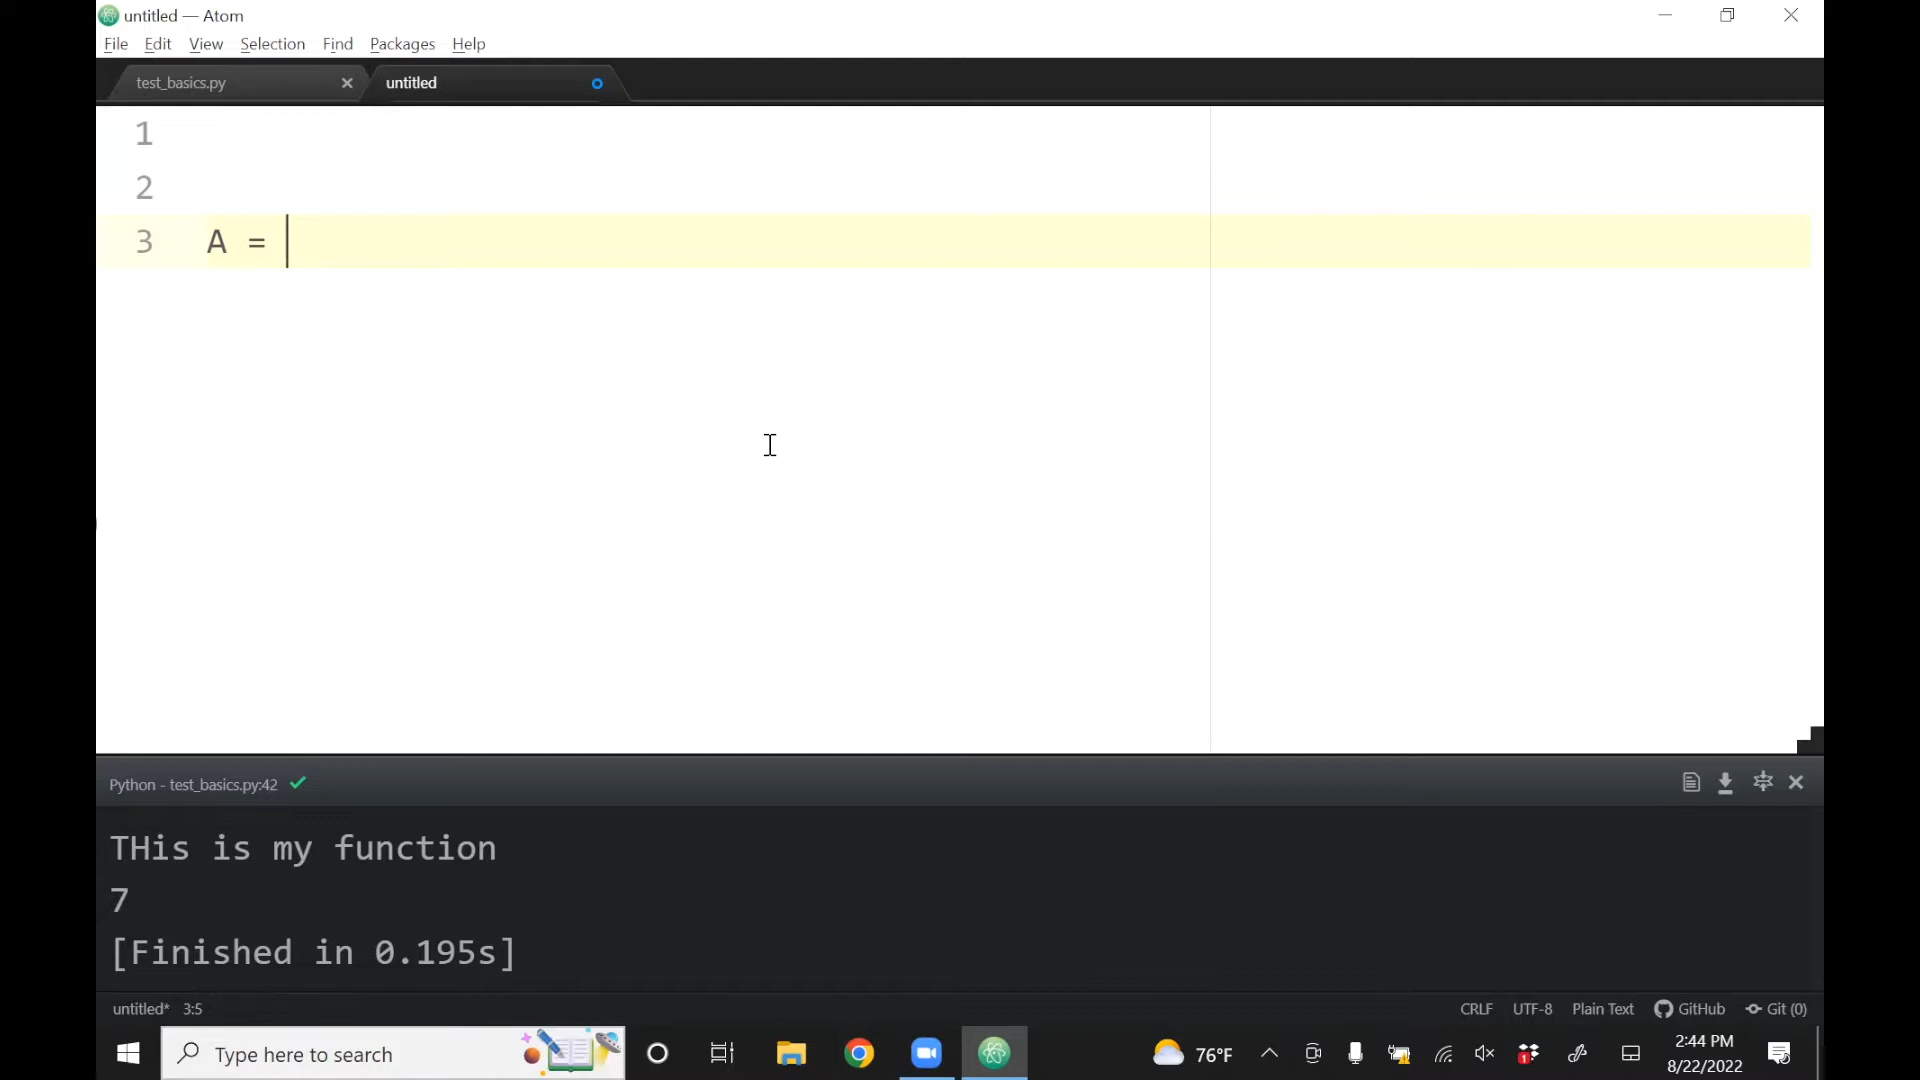 untitled — Atom
File Edit View Selection Find Packages Help
test_basics.py untitled
1
2
3 A =
Python - test_basics.py:42
THis is my function
7
[Finished in 0.195s]
untitled* 3:5 CRLF UTF-8 Plain Text GitHub Git (0)
Type here to search 1 76°F 2:44 PM
8/22/2022